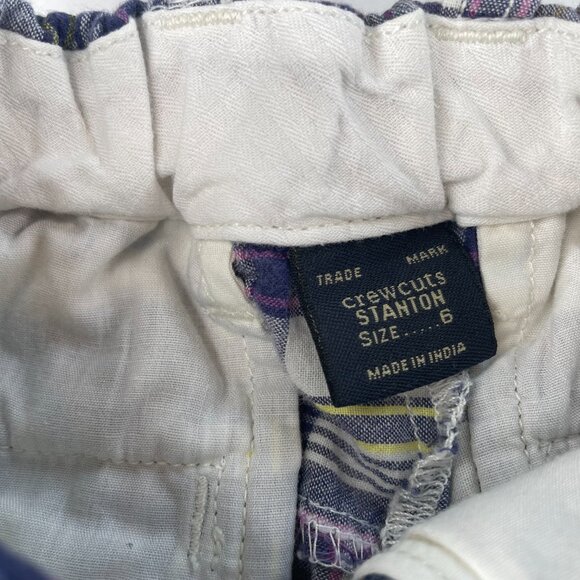 TRADE MARK
crewcuts
STANTON
SIZE.....6
MADE IN INDIA